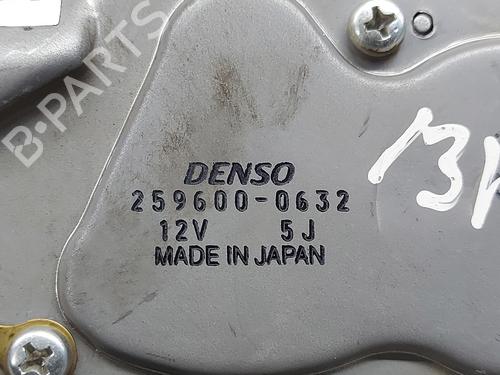 B-PARTS
DENSO
259600-0632
12V 5J
MADE IN JAPAN